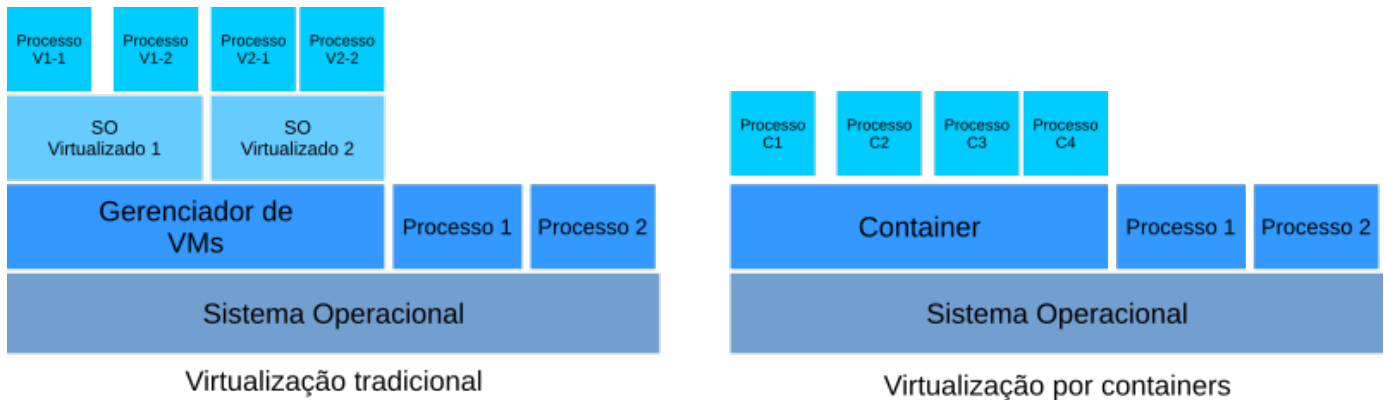 Processo
V1-1
Processo
V1-2
Processo
V2-1
Processo
V2-2
SO
Virtualizado 1
SO
Virtualizado 2
Gerenciador de
VMs
Processo 1
Processo 2
Sistema Operacional
Virtualização tradicional
Processo
C1
Processo
C2
Processo
C3
Processo
C4
Container
Processo 1
Processo 2
Sistema Operacional
Virtualização por containers